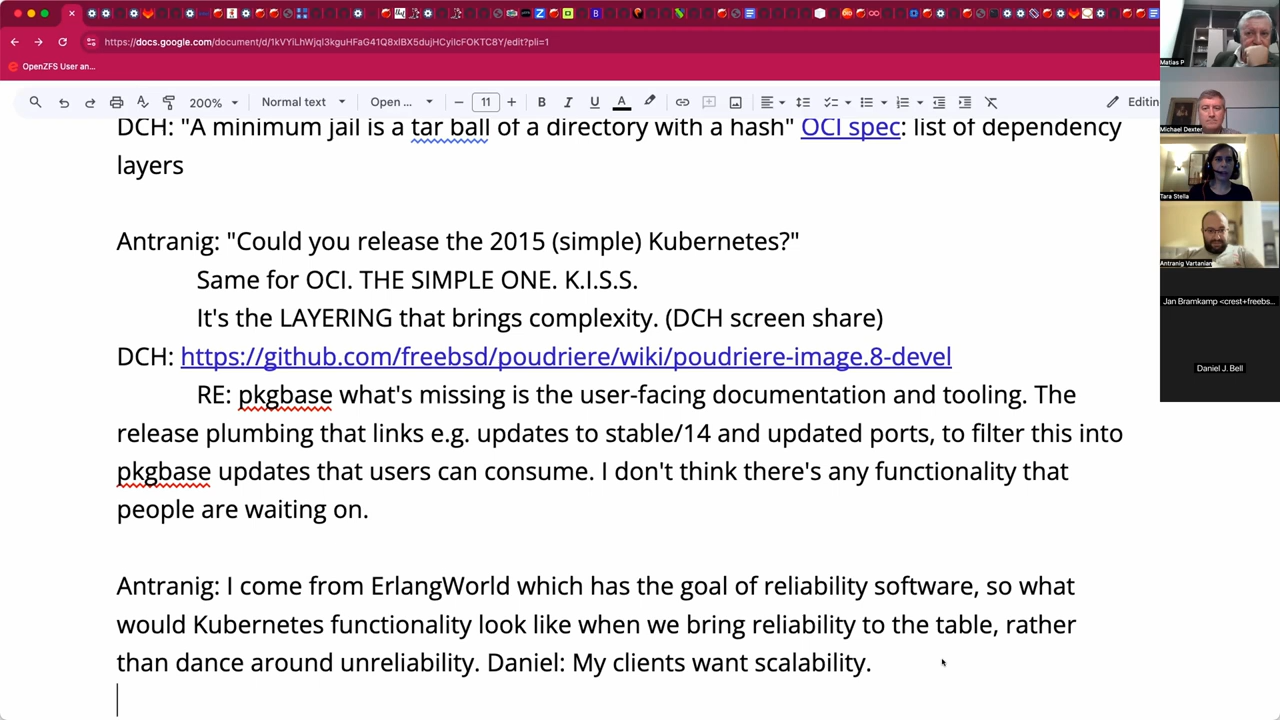 https://docs.google.com/document/d/1kVYiLhWjql3kguHFaG41Q8xIBX5dujHCyiIcFOKTC8Y/edit?pli=1
OpenZFS User an...
200%
Normal text
Open ...
11
Editin
DCH: "A minimum jail is a tar ball of a directory with a hash" OCI spec: list of dependency
layers
Antranig: "Could you release the 2015 (simple) Kubernetes?"
Same for OCI. THE SIMPLE ONE. K.I.S.S.
It's the LAYERING that brings complexity. (DCH screen share)
DCH: https://github.com/freebsd/poudriere/wiki/poudriere-image.8-devel
RE: pkgbase what's missing is the user-facing documentation and tooling. The
release plumbing that links e.g. updates to stable/14 and updated ports, to filter this into
pkgbase updates that users can consume. I don't think there's any functionality that
people are waiting on.
Antranig: I come from ErlangWorld which has the goal of reliability software, so what
would Kubernetes functionality look like when we bring reliability to the table, rather
than dance around unreliability. Daniel: My clients want scalability.
Matias P
Michael Dexter
Tara Stella
Antranig Vartanian
Jan Bramkamp <crest+freebs...
Daniel J. Bell